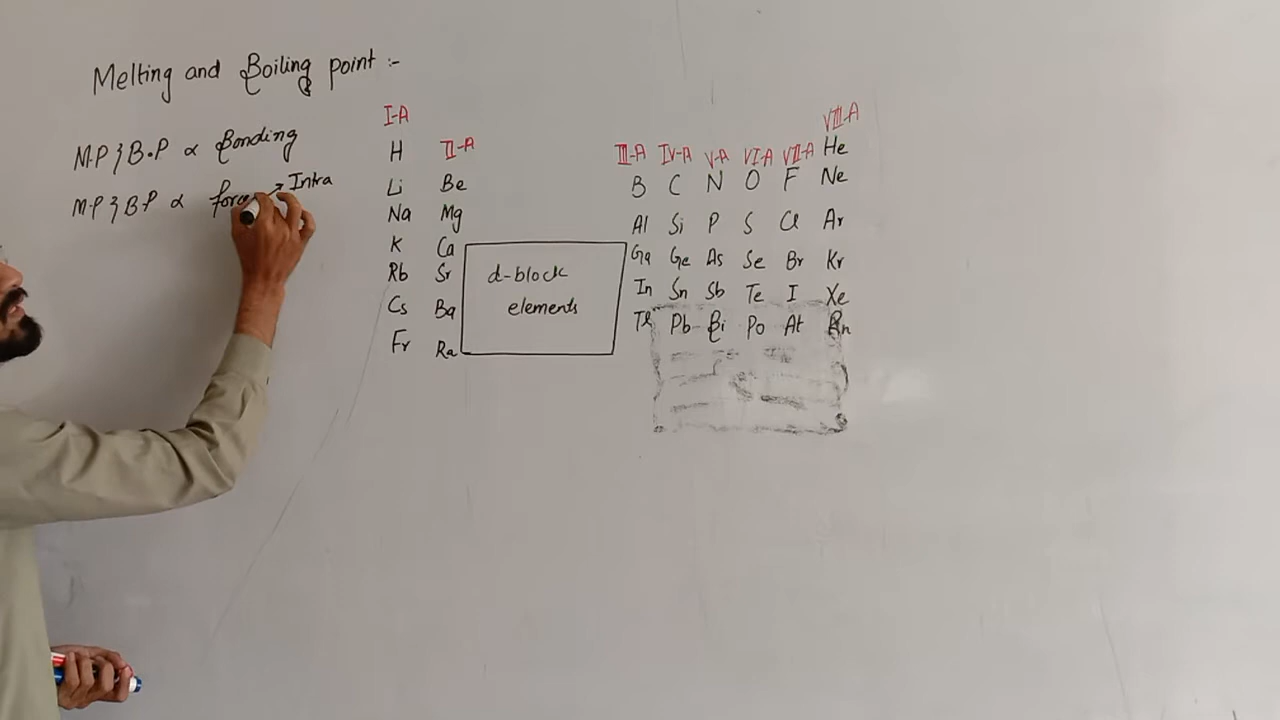 Melting and Boiling point :-
M.P & B.P ∝ Bonding
M.P & B.P ∝ force → Intra
I-A
II-A
III-A IV-A V-A VI-A VII-A VIII-A
H He
Li Be B C N O F Ne
Na Mg Al Si P S Cl Ar
K Ca Ga Ge As Se Br Kr
Rb Sr In Sn Sb Te I Xe
Cs Ba Tl Pb Bi Po At Rn
Fr Ra
d-block
elements